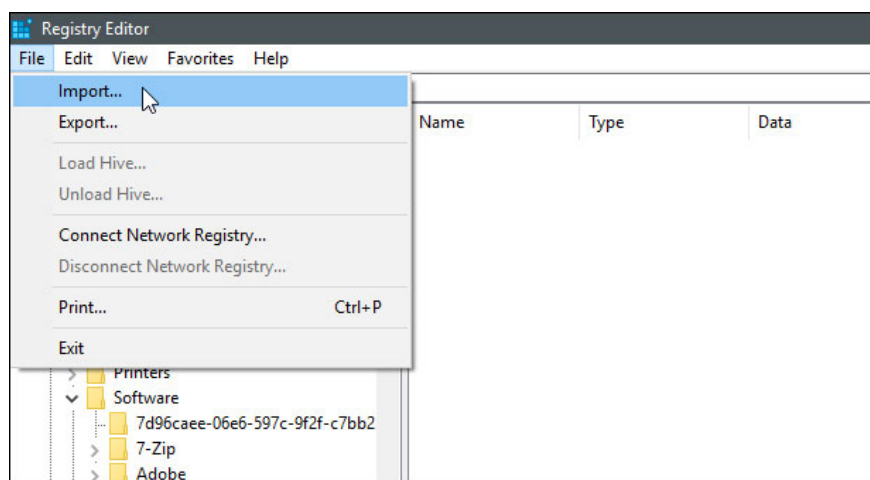 Registry Editor
File Edit View Favorites Help
Import...
Export...
Name Type Data
Load Hive...
Unload Hive...
Connect Network Registry...
Disconnect Network Registry...
Print... Ctrl+P
Exit
Printers
Software
7d96caee-06e6-597c-9f2f-c7bb2
7-Zip
Adobe